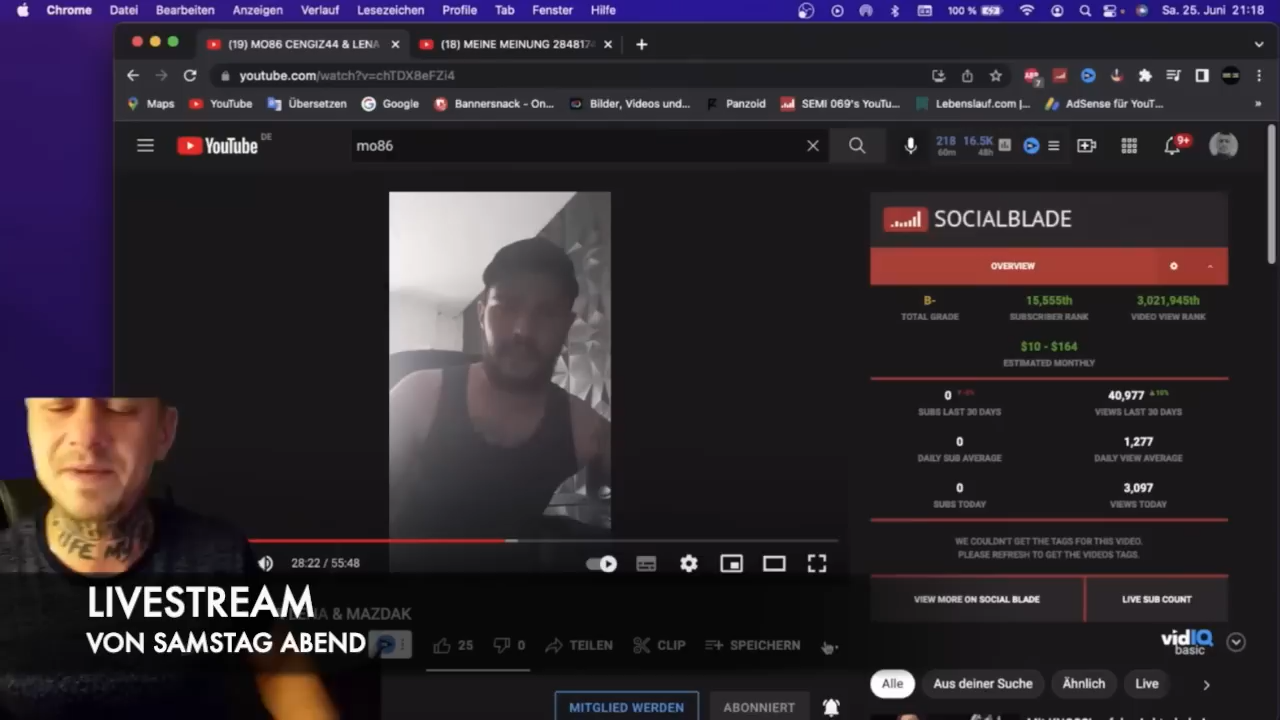 Chrome Datei Bearbeiten Anzeigen Verlauf Lesezeichen Profile Tab Fenster Hilfe 100 % Sa. 25. Juni 21:18
(19) MO86 CENGIZ44 & LENA
(18) MEINE MEINUNG 284817
youtube.com/watch?v=chTDX8eFZi4
Maps YouTube Übersetzen Google Bannersnack - On... Bilder, Videos und... Panzoid SEMI 069's YouTu... Lebenslauf.com |... AdSense für YouT... »
YouTube DE
mo86
218 16.5K
60m 48h
9+
SOCIALBLADE
OVERVIEW
B- 15,555th 3,021,945th
TOTAL GRADE SUBSCRIBER RANK VIDEO VIEW RANK
$10 - $164
ESTIMATED MONTHLY
0 40,977
SUBS LAST 30 DAYS VIEWS LAST 30 DAYS
0 1,277
DAILY SUB AVERAGE DAILY VIEW AVERAGE
0 3,097
SUBS TODAY VIEWS TODAY
WE COULDN'T GET THE TAGS FOR THIS VIDEO.
PLEASE REFRESH TO GET THE VIDEOS TAGS.
VIEW MORE ON SOCIAL BLADE LIVE SUB COUNT
vidIQ
basic
Alle Aus deiner Suche Ähnlich Live
28:22 / 55:48
& MAZDAK
25 0 TEILEN CLIP SPEICHERN
MITGLIED WERDEN ABONNIERT
LIFE
LIVESTREAM
VON SAMSTAG ABEND